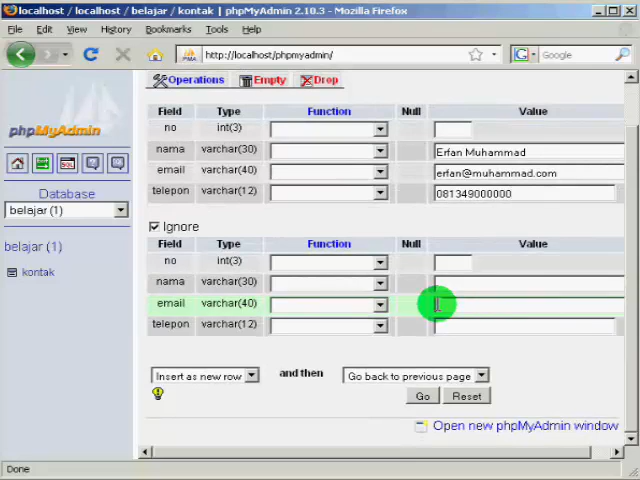 localhost / localhost / belajar / kontak | phpMyAdmin 2.10.3 - Mozilla Firefox
File Edit View History Bookmarks Tools Help
http://localhost/phpmyadmin/
Google
phpMyAdmin
Database
belajar (1)
belajar (1)
kontak
Operations Empty Drop
Field Type Function Null Value
no int(3)
nama varchar(30) Erfan Muhammad
email varchar(40) erfan@muhammad.com
telepon varchar(12) 081349000000
Ignore
Field Type Function Null Value
no int(3)
nama varchar(30)
email varchar(40)
telepon varchar(12)
Insert as new row and then Go back to previous page
Go Reset
Open new phpMyAdmin window
Done